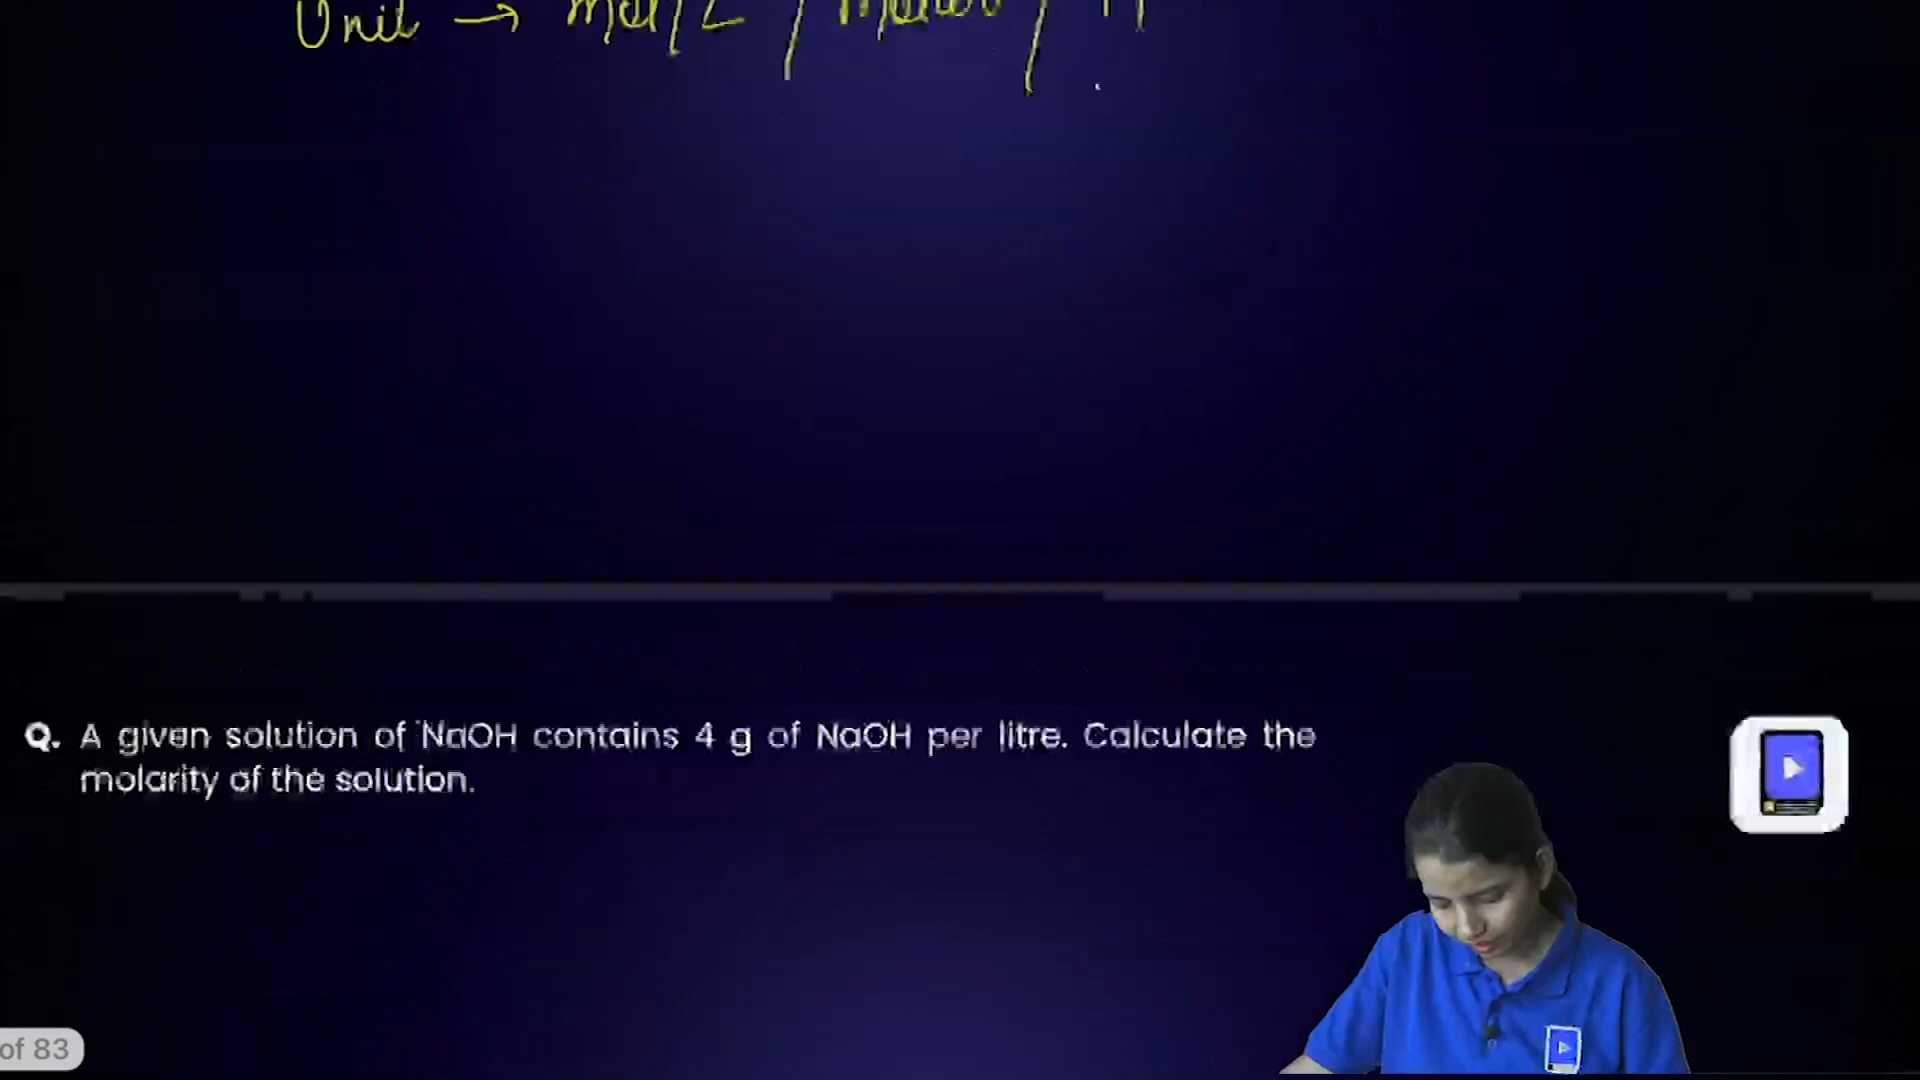 Unit → mol/L /
Q. A given solution of NaOH contains 4 g of NaOH per litre. Calculate the
molarity of the solution.
of 83